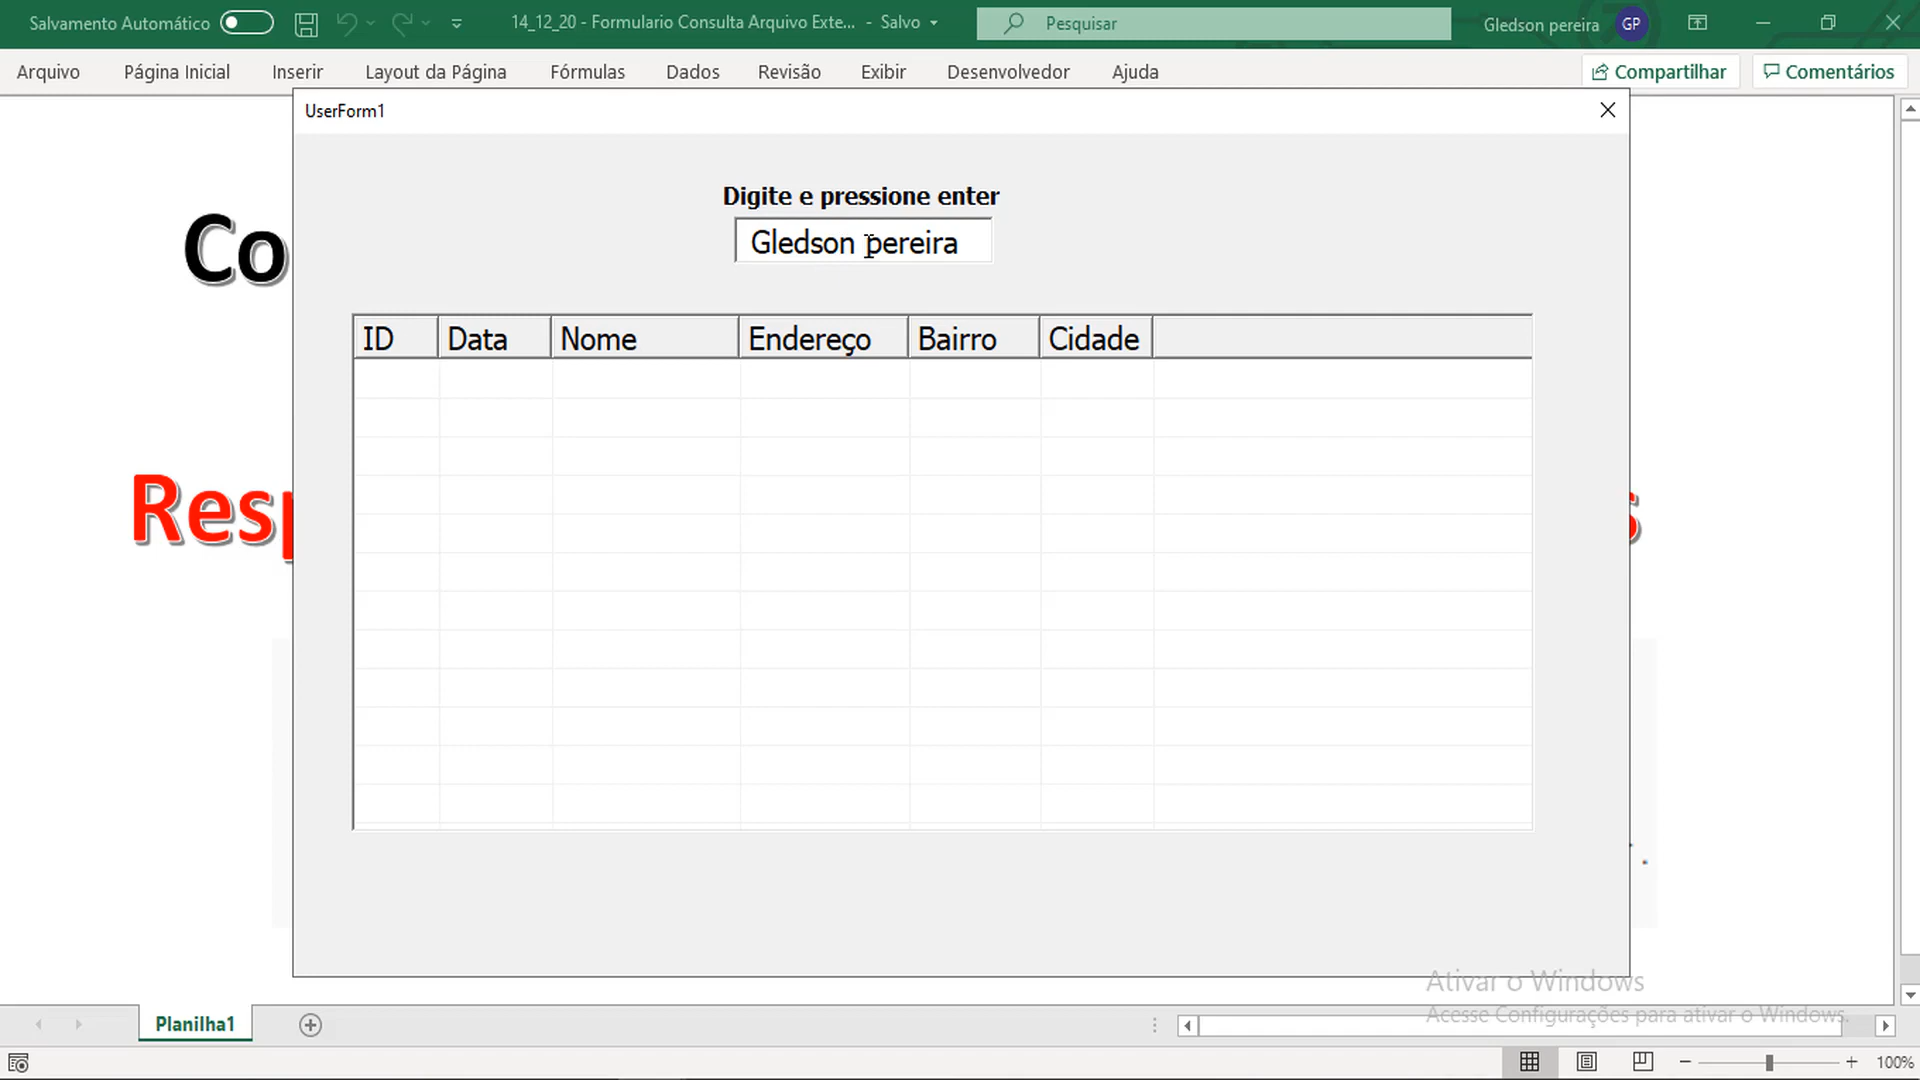 Salvamento Automático
14_12_20 - Formulario Consulta Arquivo Exte... - Salvo
Pesquisar
Gledson pereira
GP
Arquivo
Página Inicial
Inserir
Layout da Página
Fórmulas
Dados
Revisão
Exibir
Desenvolvedor
Ajuda
Compartilhar
Comentários
UserForm1
Digite e pressione enter
Gledson pereira
Co
ID
Data
Nome
Endereço
Bairro
Cidade
Resp
Ativar o Windows
Acesse Configurações para ativar o Windows.
Planilha1
100%